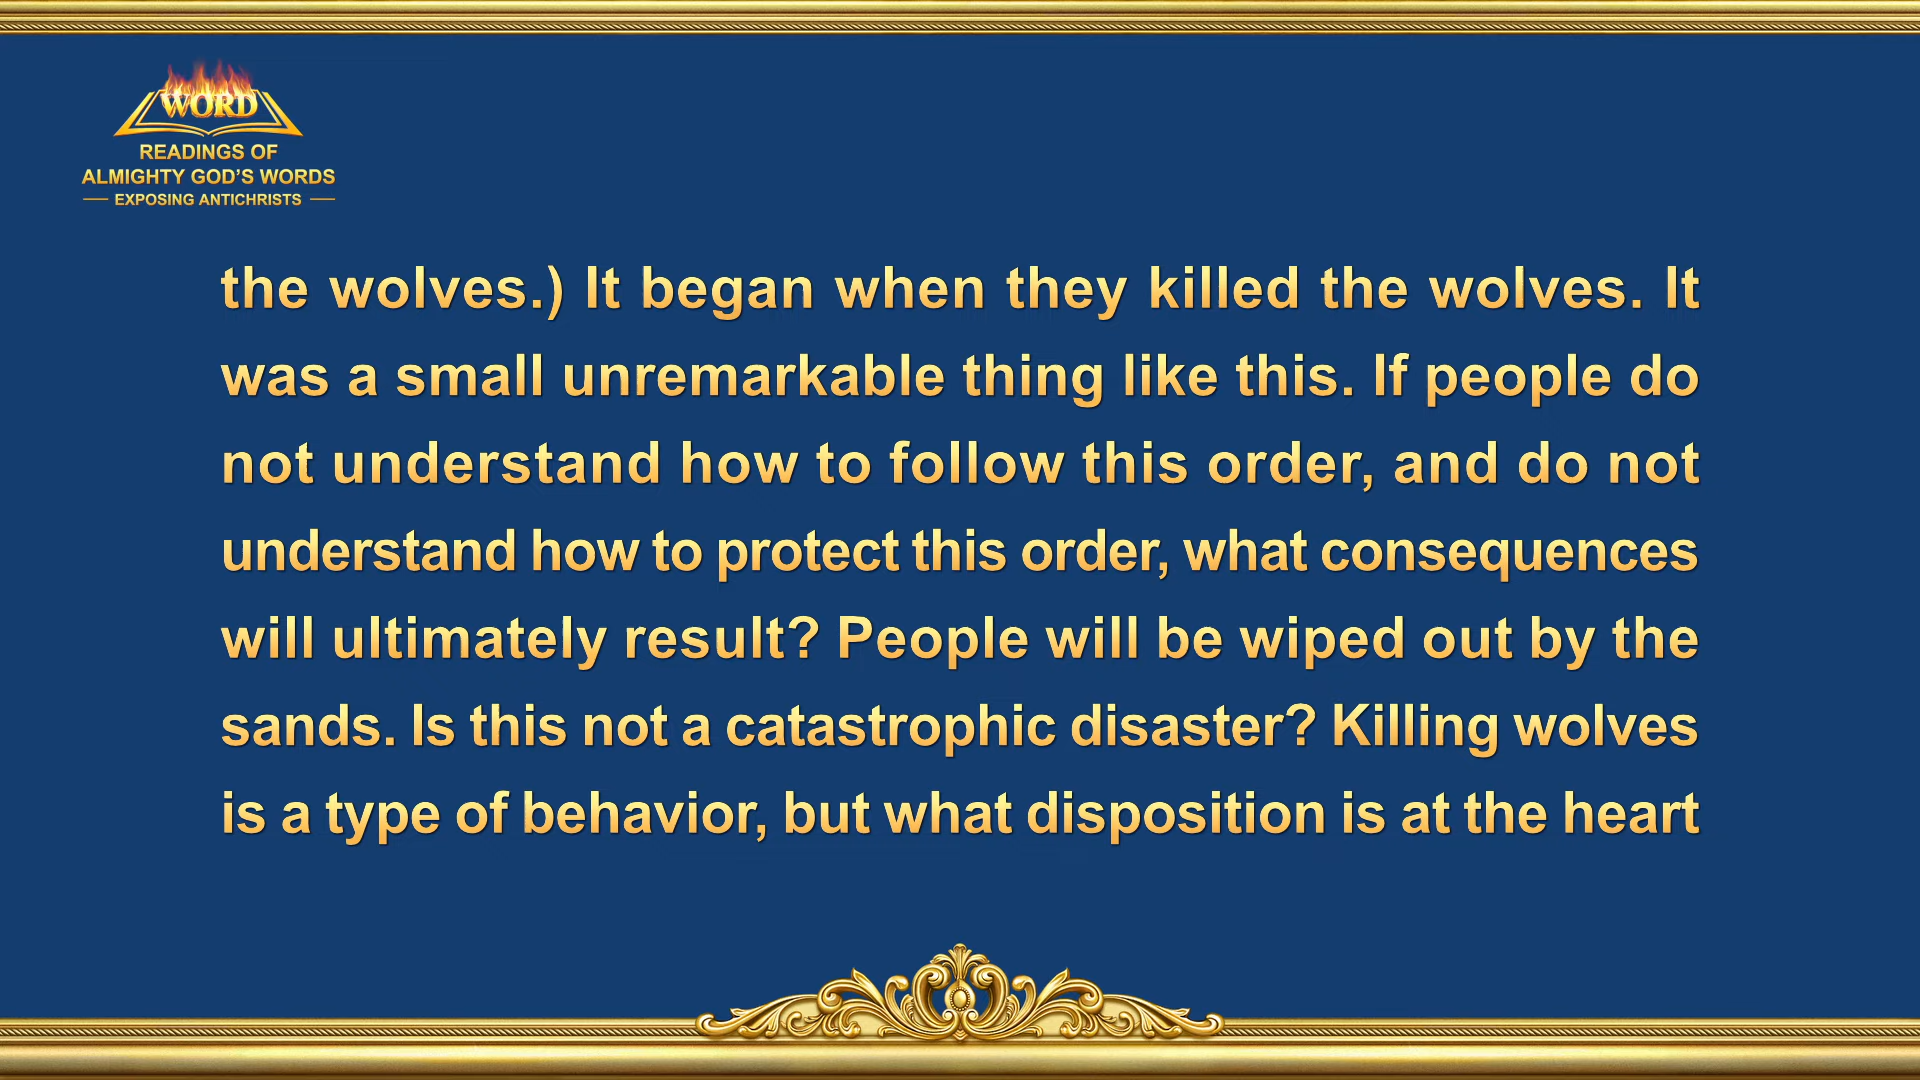 WORD
READINGS OF
ALMIGHTY GOD'S WORDS
EXPOSING ANTICHRISTS
the wolves.) It began when they killed the wolves. It
was a small unremarkable thing like this. If people do
not understand how to follow this order, and do not
understand how to protect this order, what consequences
will ultimately result? People will be wiped out by the
sands. Is this not a catastrophic disaster? Killing wolves
is a type of behavior, but what disposition is at the heart